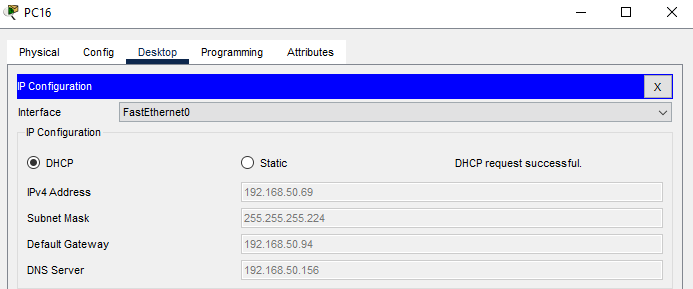 PC16
Physical Config Desktop Programming Attributes
IP Configuration X
Interface FastEthernet0
IP Configuration
DHCP Static DHCP request successful.
IPv4 Address 192.168.50.69
Subnet Mask 255.255.255.224
Default Gateway 192.168.50.94
DNS Server 192.168.50.156